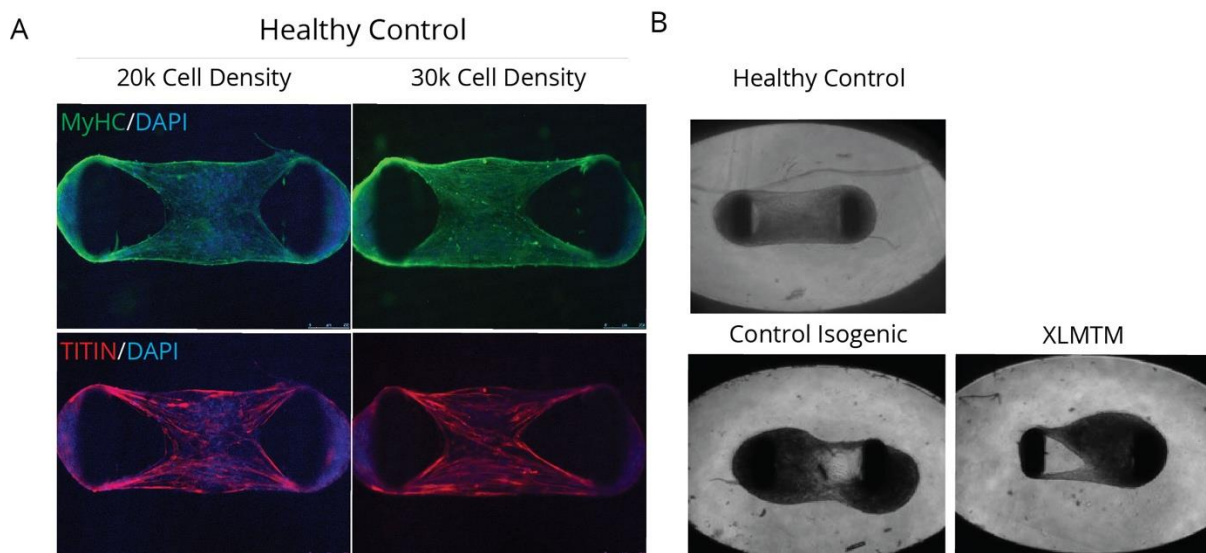 A
Healthy Control
20k Cell Density
30k Cell Density
MyHC/DAPI
TITIN/DAPI
B
Healthy Control
Control Isogenic
XLMTM